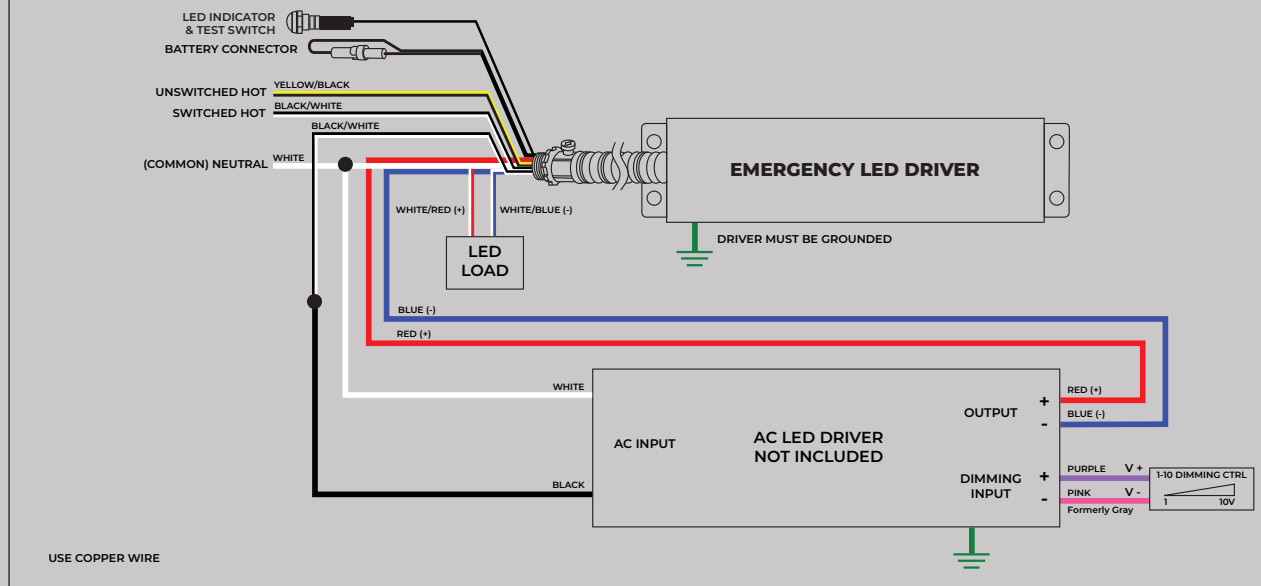 LED INDICATOR
& TEST SWITCH
BATTERY CONNECTOR
UNSWITCHED HOT
YELLOW/BLACK
SWITCHED HOT
BLACK/WHITE
BLACK/WHITE
(COMMON) NEUTRAL
WHITE
EMERGENCY LED DRIVER
WHITE/RED (+)
WHITE/BLUE (-)
LED
LOAD
DRIVER MUST BE GROUNDED
BLUE (-)
RED (+)
WHITE
BLACK
AC INPUT
AC LED DRIVER
NOT INCLUDED
OUTPUT
+
-
RED (+)
BLUE (-)
DIMMING
INPUT
+
-
PURPLE V +
PINK V -
Formerly Gray
1-10 DIMMING CTRL
1 10V
USE COPPER WIRE